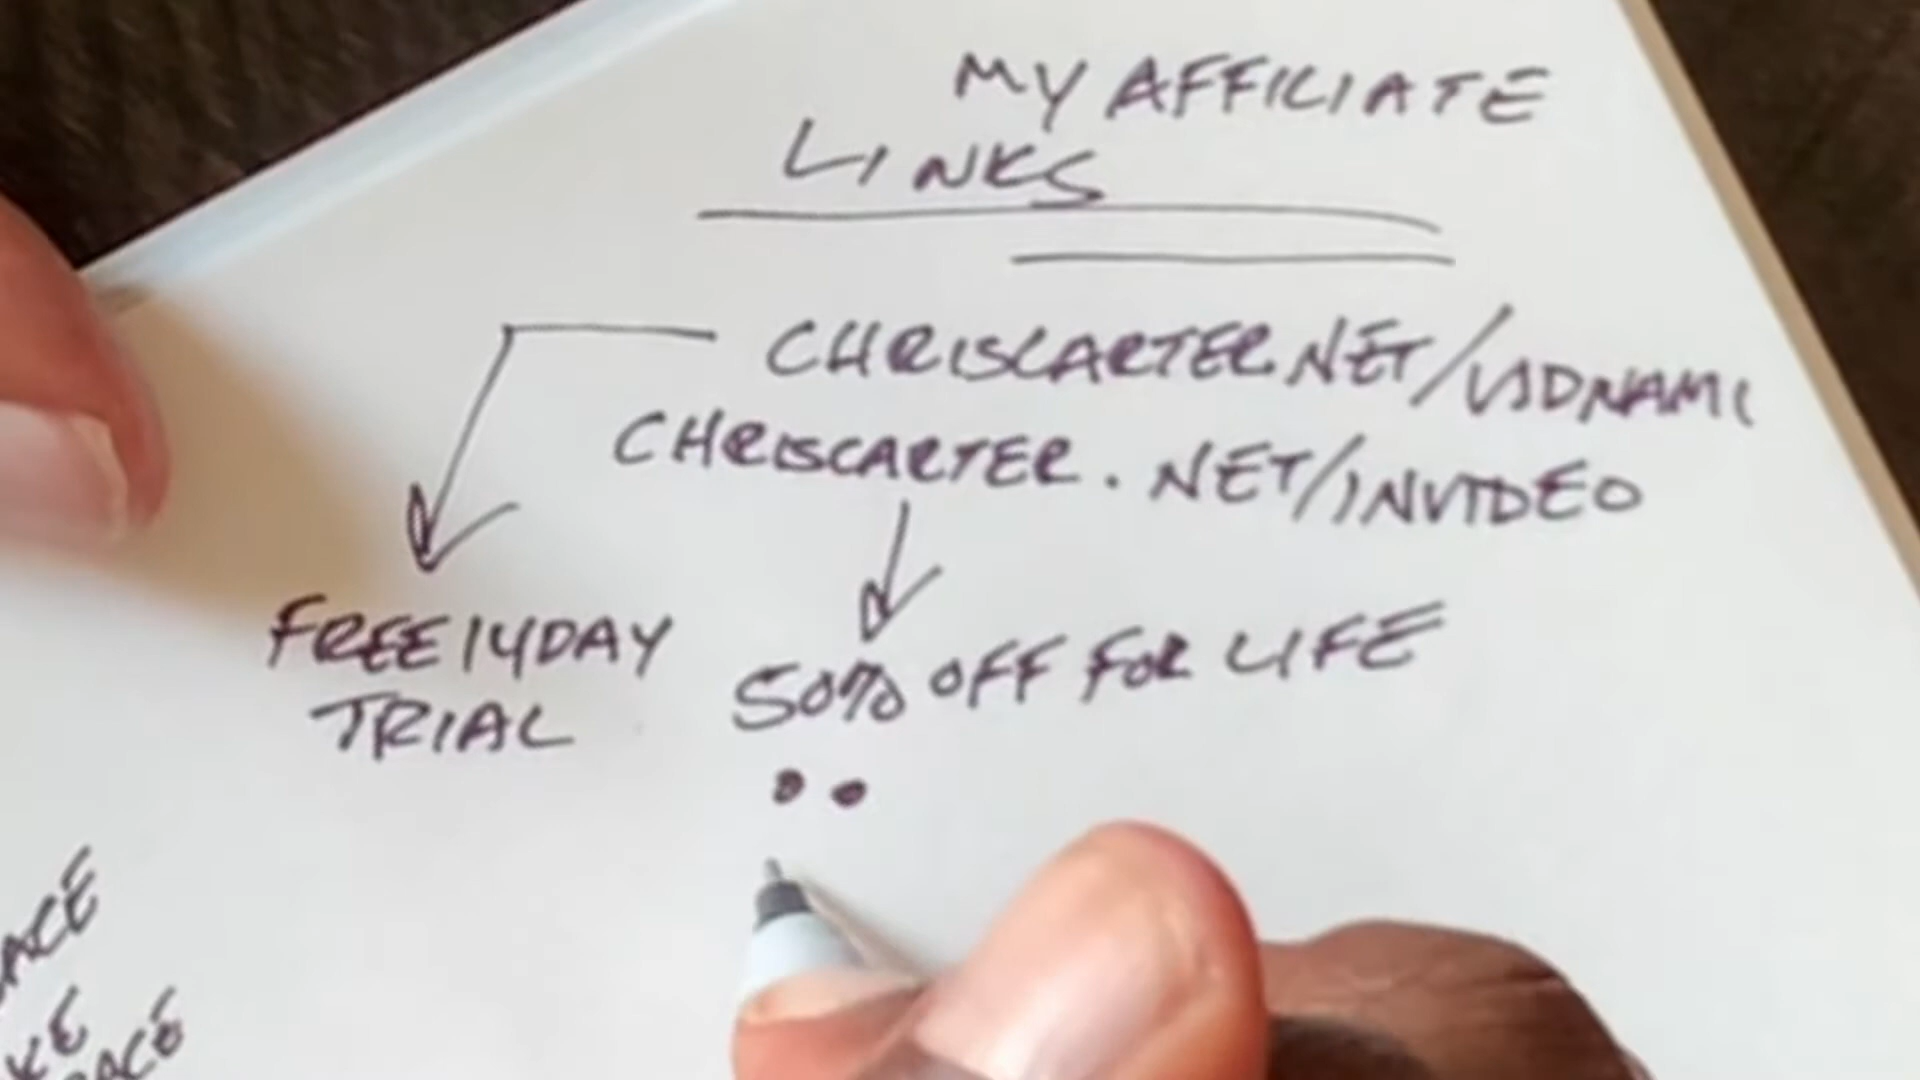 MY AFFILIATE
LINKS
CHRISCARTER.NET/VIDNAMI
CHRISCARTER.NET/INVIDEO
FREE 14 DAY
TRIAL
50% OFF FOR LIFE